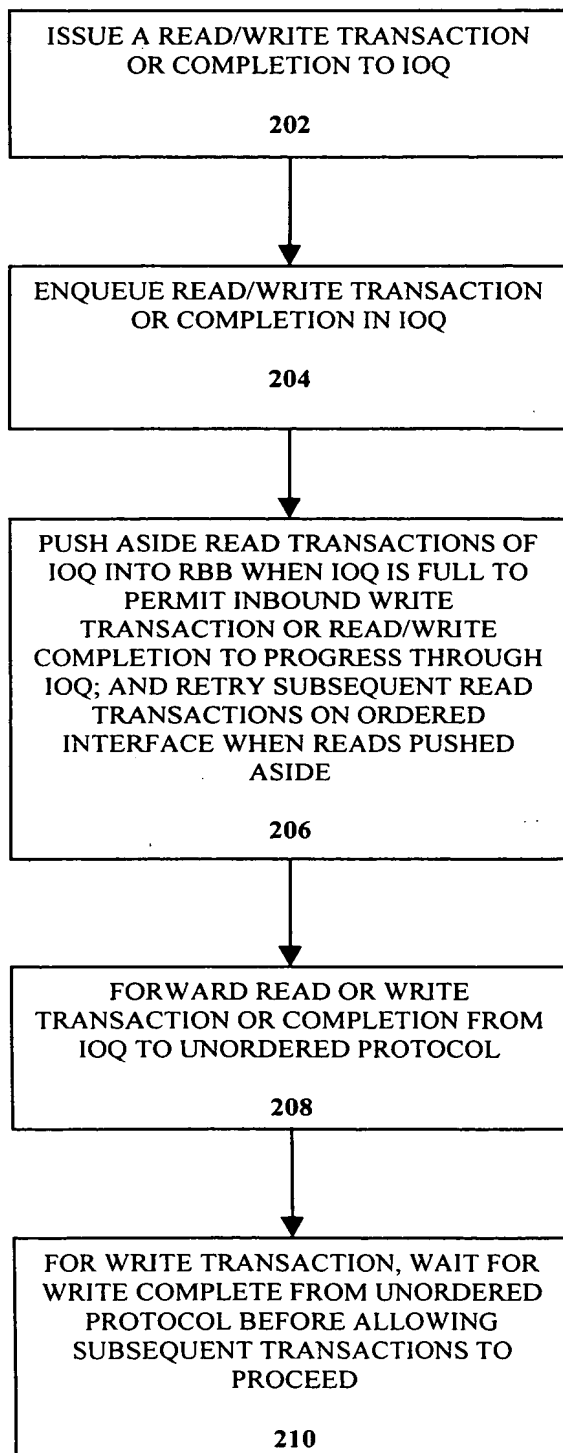 ISSUE A READ/WRITE TRANSACTION
OR COMPLETION TO IOQ
202
ENQUEUE READ/WRITE TRANSACTION
OR COMPLETION IN IOQ
204
PUSH ASIDE READ TRANSACTIONS OF
IOQ INTO RBB WHEN IOQ IS FULL TO
PERMIT INBOUND WRITE
TRANSACTION OR READ/WRITE
COMPLETION TO PROGRESS THROUGH
IOQ; AND RETRY SUBSEQUENT READ
TRANSACTIONS ON ORDERED
INTERFACE WHEN READS PUSHED
ASIDE
206
FORWARD READ OR WRITE
TRANSACTION OR COMPLETION FROM
IOQ TO UNORDERED PROTOCOL
208
FOR WRITE TRANSACTION, WAIT FOR
WRITE COMPLETE FROM UNORDERED
PROTOCOL BEFORE ALLOWING
SUBSEQUENT TRANSACTIONS TO
PROCEED
210